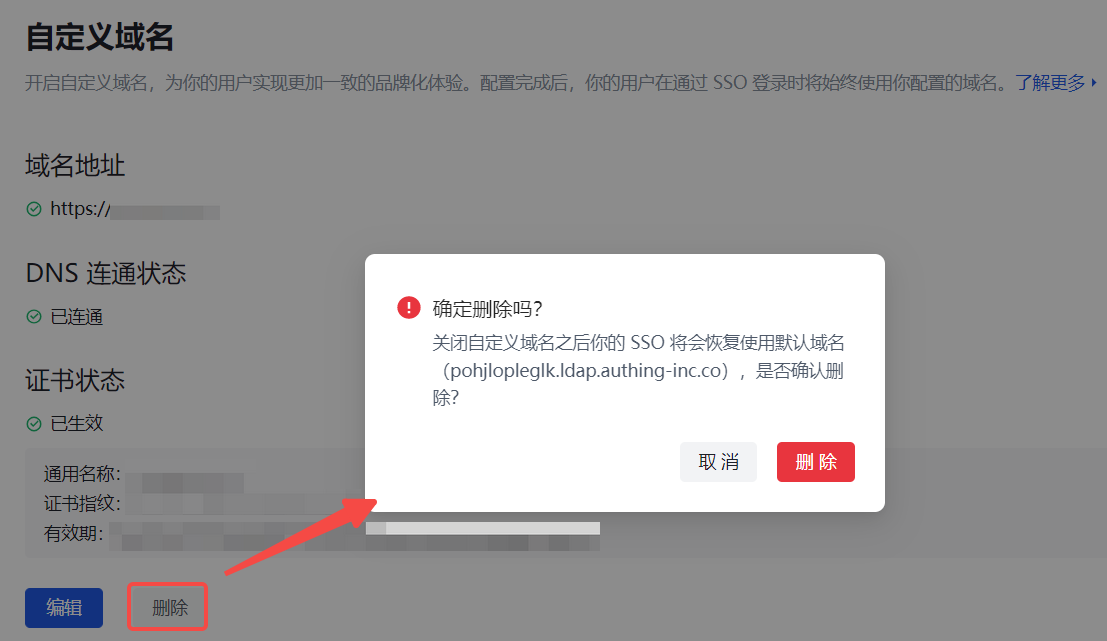 自定义域名
开启自定义域名，为你的用户实现更加一致的品牌化体验。配置完成后，你的用户在通过 SSO 登录时将始终使用你配置的域名。了解更多
域名地址
https://
DNS 连通状态
已连通
证书状态
已生效
通用名称：
证书指纹：
有效期：
编辑
删除
确定删除吗？
关闭自定义域名之后你的 SSO 将会恢复使用默认域名
（pohjlopleglk.ldap.authing-inc.co），是否确认删
除？
取 消
删 除